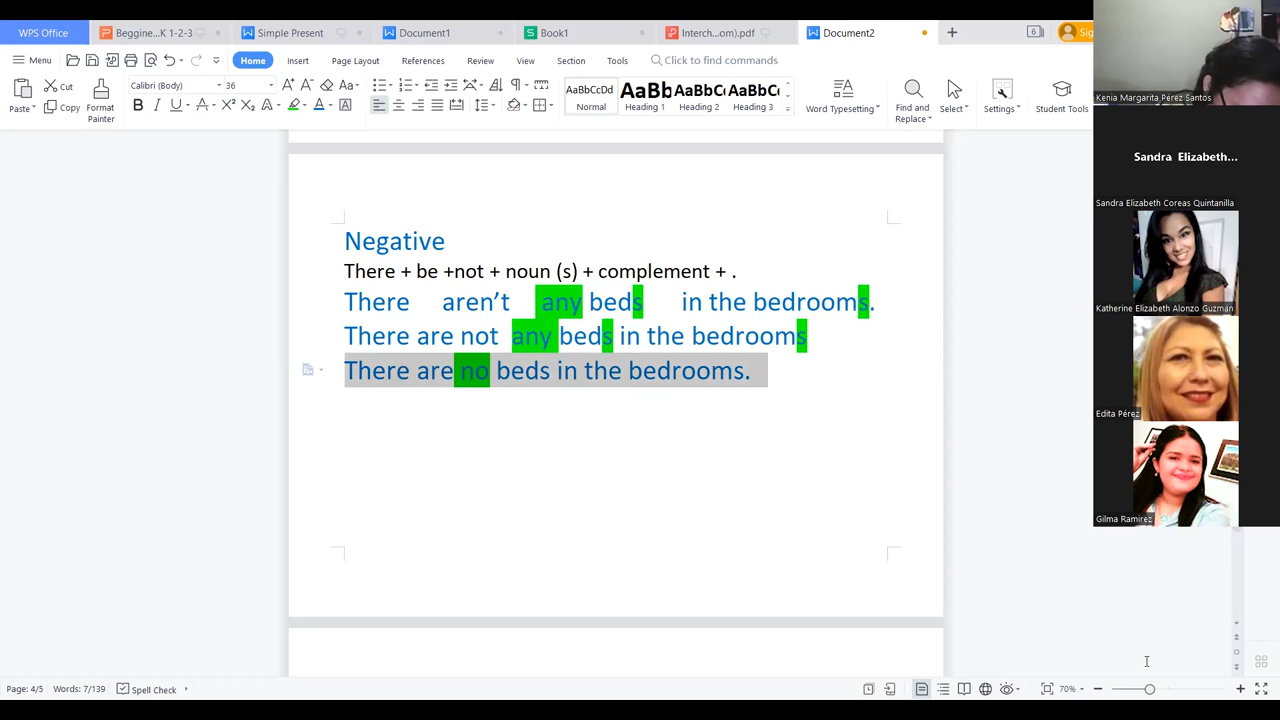 WPS Office Beggine...K 1-2-3 Simple Present Document1 Book1 Interch...om).pdf Document2 + 6 Sig
Menu Home Insert Page Layout References Review View Section Tools Click to find commands
Paste Cut Copy Format Painter Calibri (Body) 36 AaBbCcDd Normal AaBb Heading 1 AaBbC Heading 2 AaBbC Heading 3 Word Typesetting Find and Replace Select Settings Student Tools
Kenia Margarita Pérez Santos
Sandra Elizabeth...
Sandra Elizabeth Coreas Quintanilla
Negative
There + be +not + noun (s) + complement + .
There aren’t any beds in the bedrooms.
There are not any beds in the bedrooms
There are no beds in the bedrooms.
Katherine Elizabeth Alonzo Guzman
Edita Pérez
Gilma Ramirez
Page: 4/5 Words: 7/139 Spell Check 70%